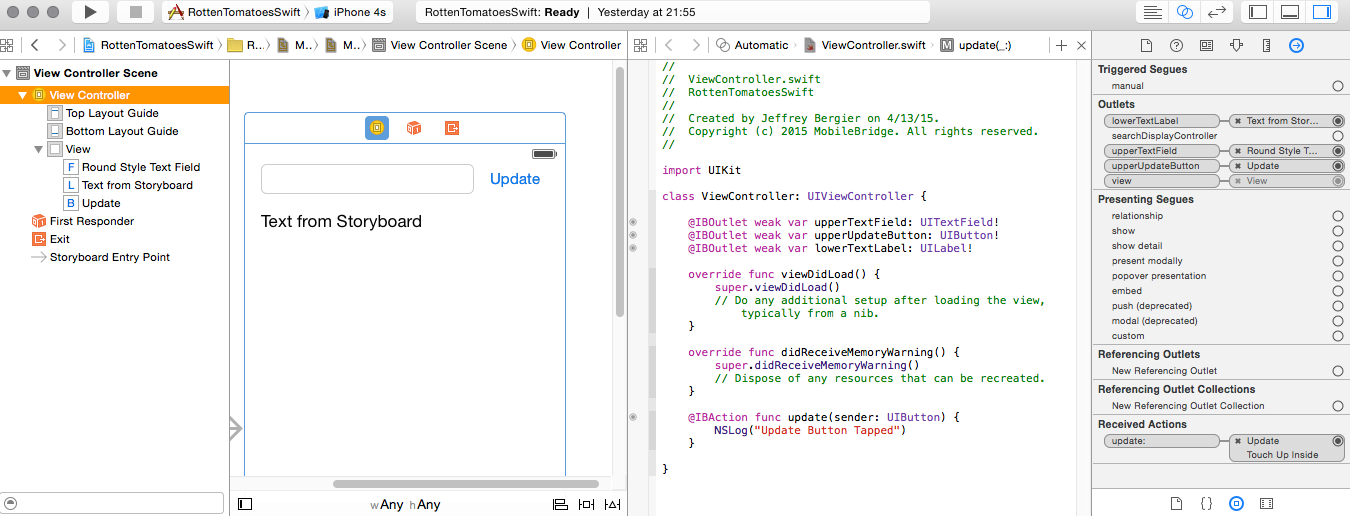 RottenTomatoesSwift iPhone 4s
RottenTomatoesSwift: Ready | Yesterday at 21:55
RottenTomatoesSwift R... M... M... View Controller Scene View Controller
Automatic ViewController.swift M update(_:)
View Controller Scene
View Controller
Top Layout Guide
Bottom Layout Guide
View
F Round Style Text Field
L Text from Storyboard
B Update
First Responder
Exit
Storyboard Entry Point
Update
Text from Storyboard
wAny hAny
//
// ViewController.swift
// RottenTomatoesSwift
//
// Created by Jeffrey Bergier on 4/13/15.
// Copyright (c) 2015 MobileBridge. All rights reserved.
//
import UIKit
class ViewController: UIViewController {
@IBOutlet weak var upperTextField: UITextField!
@IBOutlet weak var upperUpdateButton: UIButton!
@IBOutlet weak var lowerTextLabel: UILabel!
override func viewDidLoad() {
super.viewDidLoad()
// Do any additional setup after loading the view,
typically from a nib.
}
override func didReceiveMemoryWarning() {
super.didReceiveMemoryWarning()
// Dispose of any resources that can be recreated.
}
@IBAction func update(sender: UIButton) {
NSLog("Update Button Tapped")
}
}
Triggered Segues
manual
Outlets
lowerTextLabel Text from Stor...
searchDisplayController
upperTextField Round Style T...
upperUpdateButton Update
view View
Presenting Segues
relationship
show
show detail
present modally
popover presentation
embed
push (deprecated)
modal (deprecated)
custom
Referencing Outlets
New Referencing Outlet
Referencing Outlet Collections
New Referencing Outlet Collection
Received Actions
update: Update
Touch Up Inside